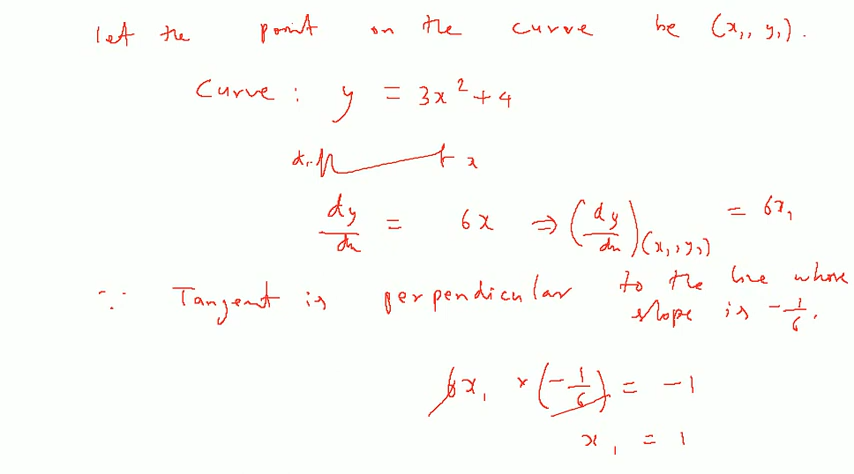 let the point on the curve be (x₁, y₁).
Curve: y = 3x² + 4
diff w.r.t. x
dy/dx = 6x ⇒ (dy/dx)(x₁, y₁) = 6x₁
∵ Tangent is perpendicular to the line whose
slope is -1/6.
6x₁ × (-1/6) = -1
x₁ = 1